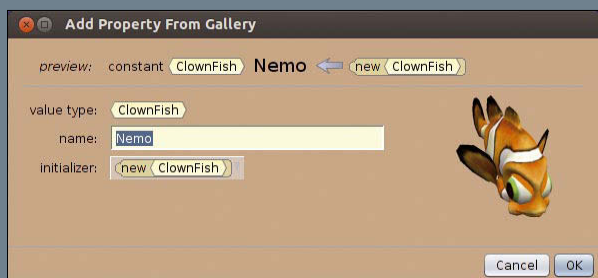 Add Property From Gallery
preview: constant ClownFish Nemo new ClownFish
value type: ClownFish
name: Nemo
initializer: new ClownFish
Cancel OK